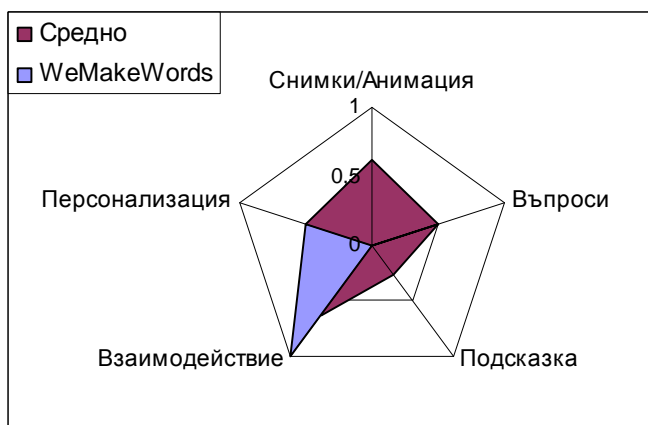 Средно
WeMakeWords
Снимки/Анимация
1
0,5
0
Персонализация
Въпроси
Взаимодействие
Подсказка